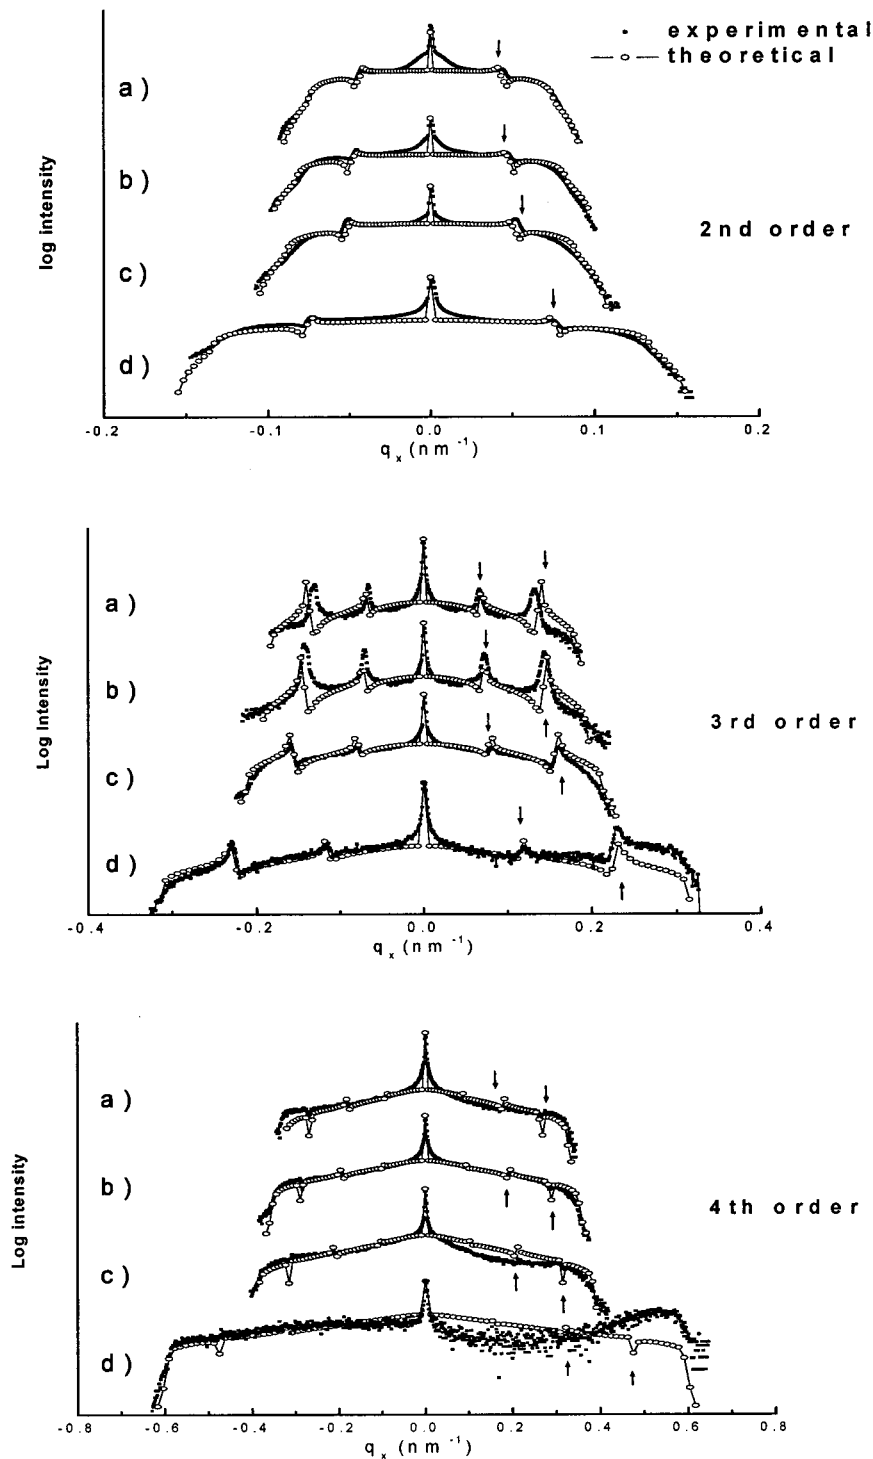 experimental
theoretical
a)
b)
c)
d)
log intensity
2nd order
-0.2 -0.1 0.0 0.1 0.2
q x (nm -1)
a)
b)
c)
d)
Log Intensity
3rd order
-0.4 -0.2 0.0 0.2 0.4
q x (nm -1)
a)
b)
c)
d)
Log intensity
4th order
-0.8 -0.6 -0.4 -0.2 0.0 0.2 0.4 0.6 0.8
q x (nm -1)